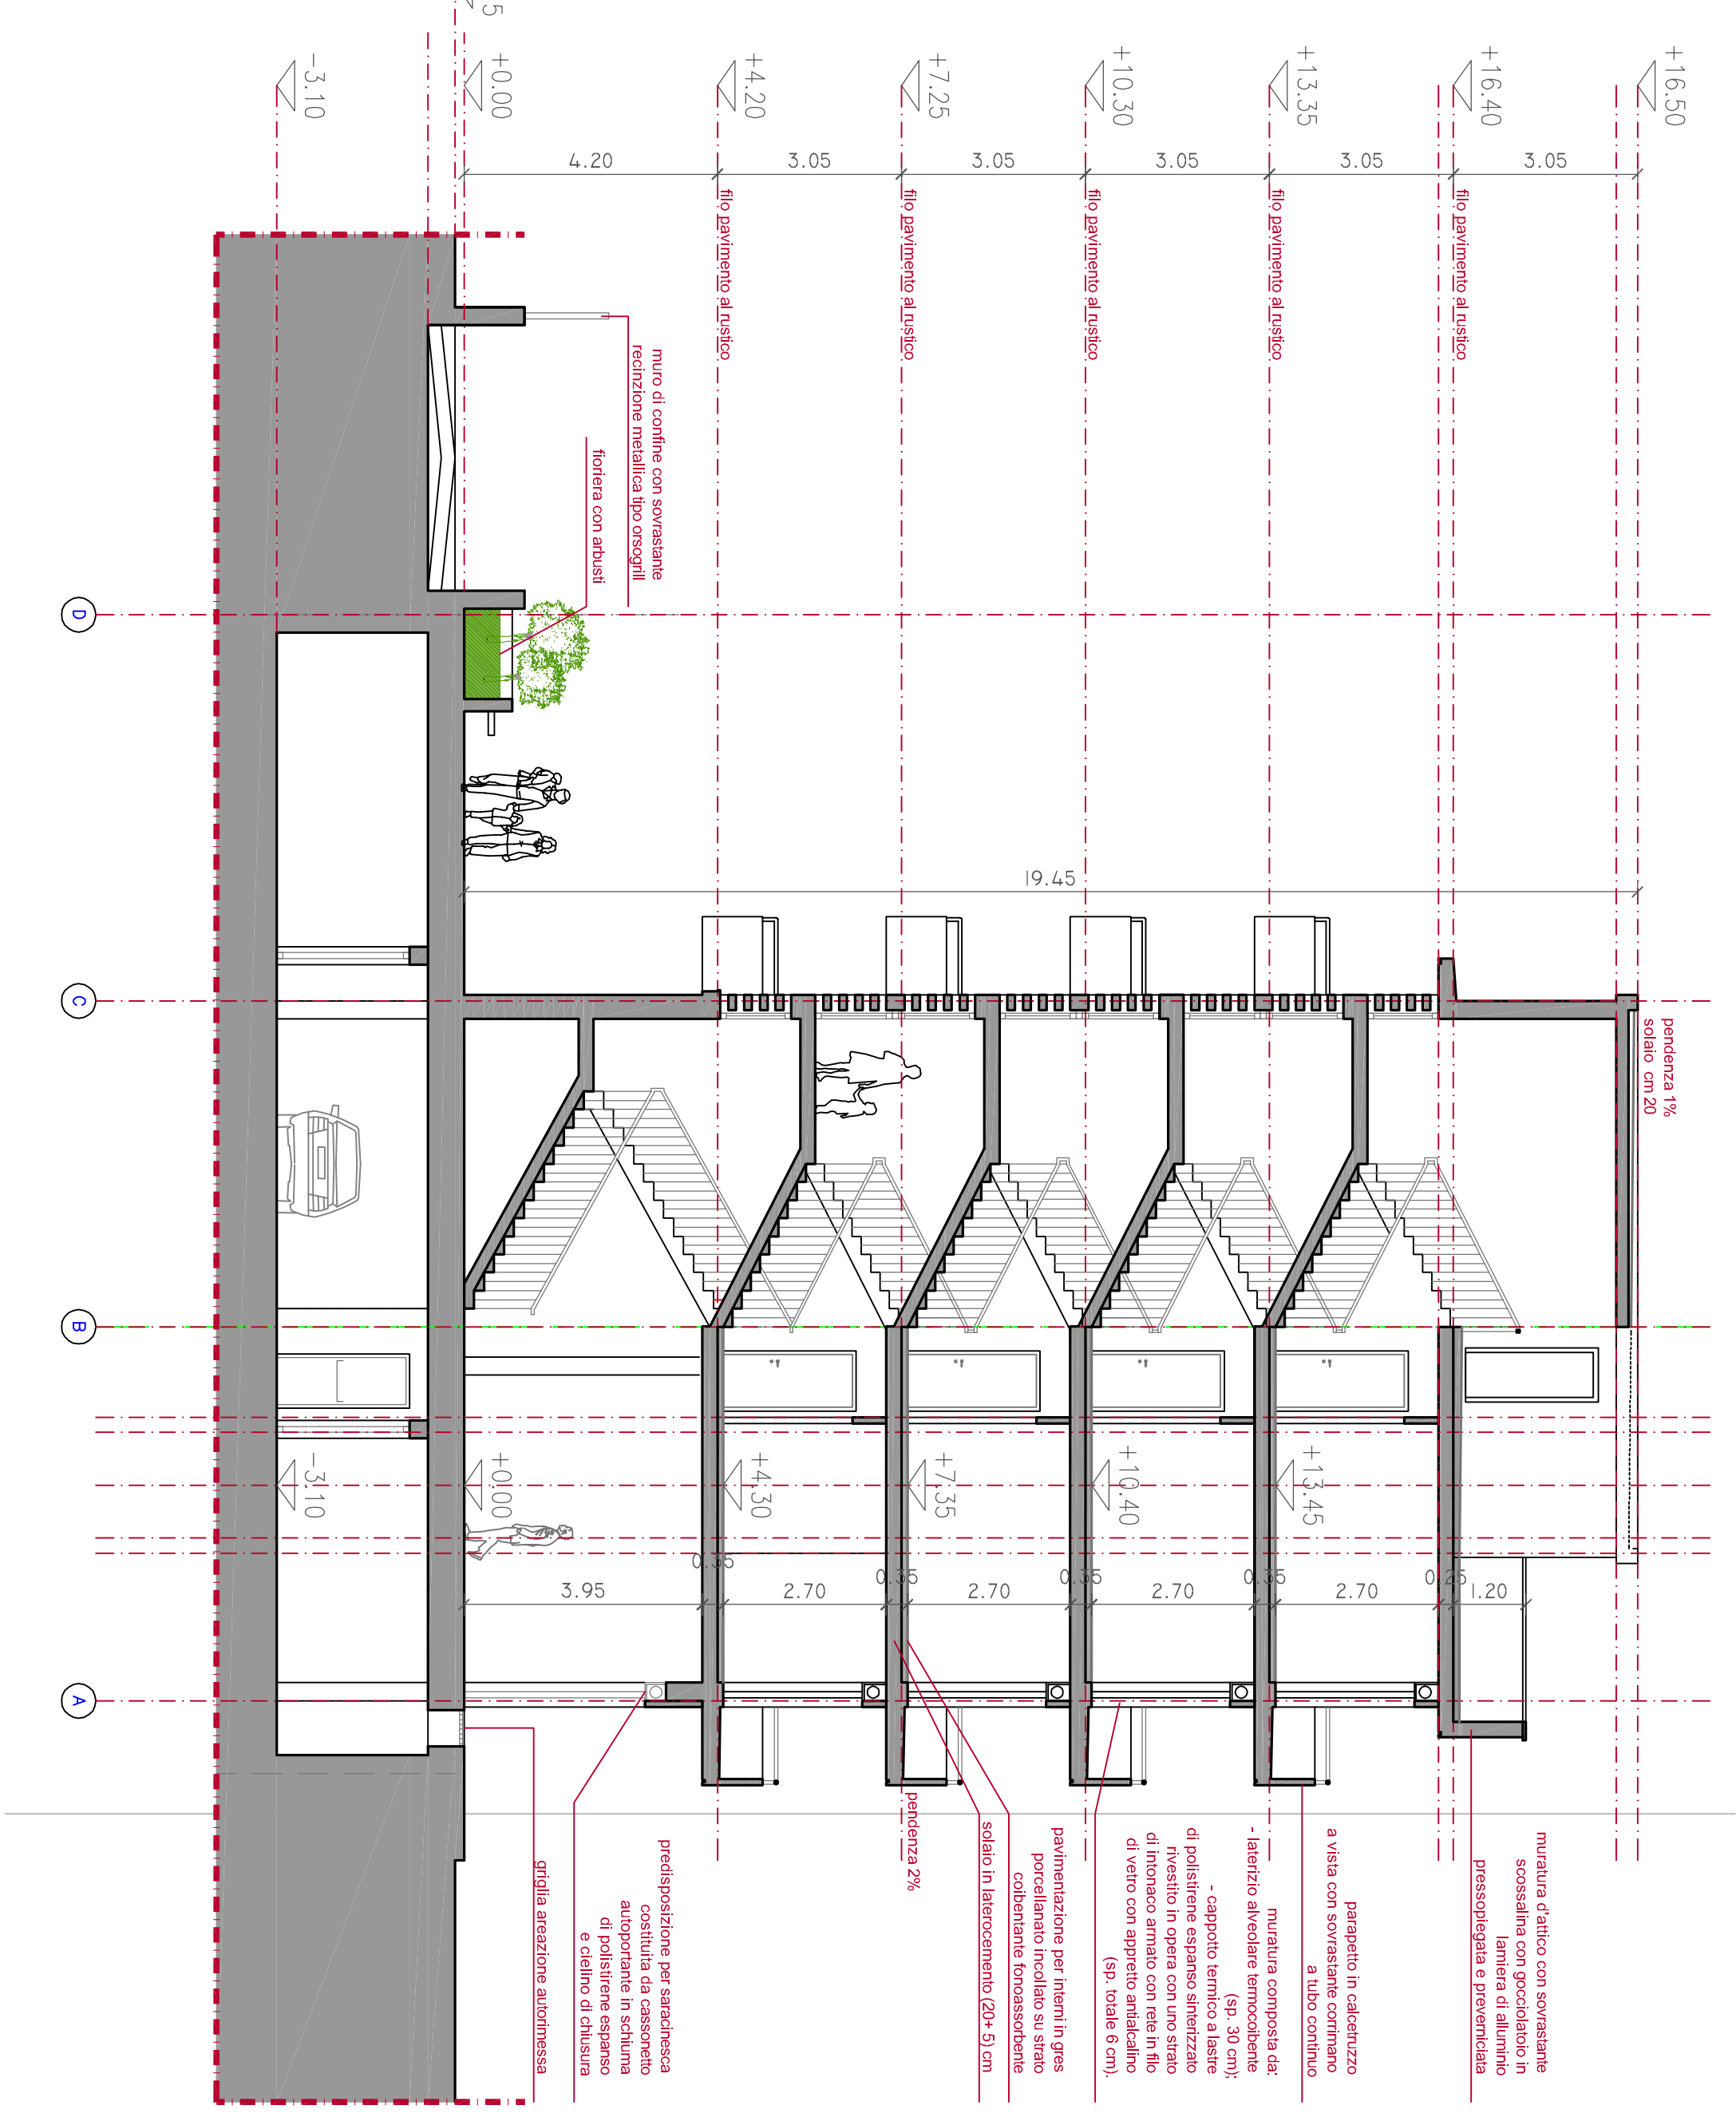 +16.50
+16.40
+13.35
+10.30
+7.25
+4.20
+0.00
5
-3.10
4.20
3.05
3.05
3.05
3.05
3.05
filo pavimento al rustico
filo pavimento al rustico
filo pavimento al rustico
filo pavimento al rustico
filo pavimento al rustico
muro di confine con sovrastante
recinzione metallica tipo orsogrill
fioriera con arbusti
D
19.45
C
pendenza 1%
solaio cm 20
B
+13.45
+10.40
+7.35
+4.30
+0.00
-3.10
3.95
0.35
2.70
0.35
2.70
0.35
2.70
0.35
2.70
0.25
1.20
A
muratura d'attico con sovrastante
scossalina con gocciolatoio in
lamiera di alluminio
pressopiegata e preverniciata
parapetto in calcetruzzo
a vista con sovrastante corrimano
a tubo continuo
muratura composta da:
- laterizio alveolare termocoibente
(sp. 30 cm);
- cappotto termico a lastre
di polistirene espanso sinterizzato
rivestito in opera con uno strato
di intonaco armato con rete in filo
di vetro con appretto antialcalino
(sp. totale 6 cm).
pavimentazione per interni in gres
porcellanato incollato su strato
coibentante fonoassorbente
solaio in laterocemento (20+ 5) cm
pendenza 2%
predisposizione per saracinesca
costituita da cassonetto
autoportante in schiuma
di polistirene espanso
e cielino di chiusura
griglia areazione autorimessa